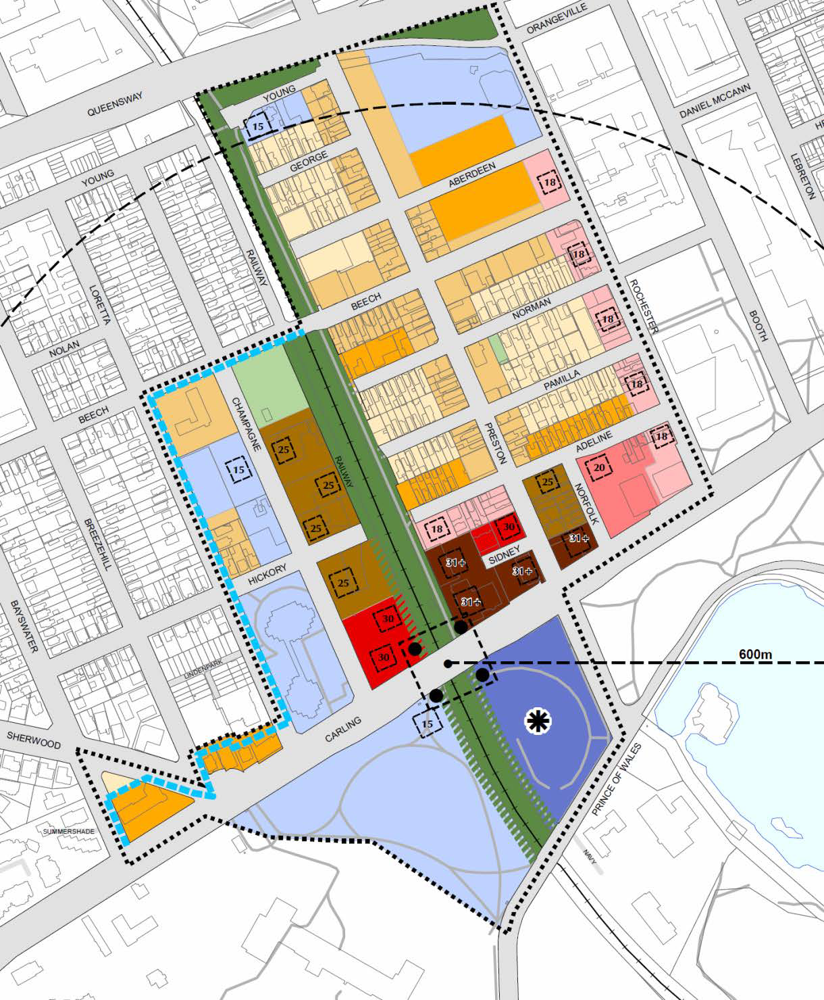 ORANGEVILLE
QUEENSWAY
YOUNG
DANIEL MCCANN
15
HE
GEORGE
YOUNG
LEBRETON
ABERDEEN
18
RAILWAY
18
LORETTA
BEECH
NORMAN
ROCHESTER
18
BOOTH
NOLAN
PAMILLA
18
BEECH
CHAMPAGNE
25
PRESTON
ADELINE
18
15
RAILWAY
20
25
25
NORFOLK
BREEZEHILL
25
18
30
31+
SIDNEY
31+
31+
HICKORY
25
31+
BAYSWATER
30
30
600m
LINDENPARK
CARLING
15
SHERWOOD
PRINCE OF WALES
SUMMERSHADE
NAVY